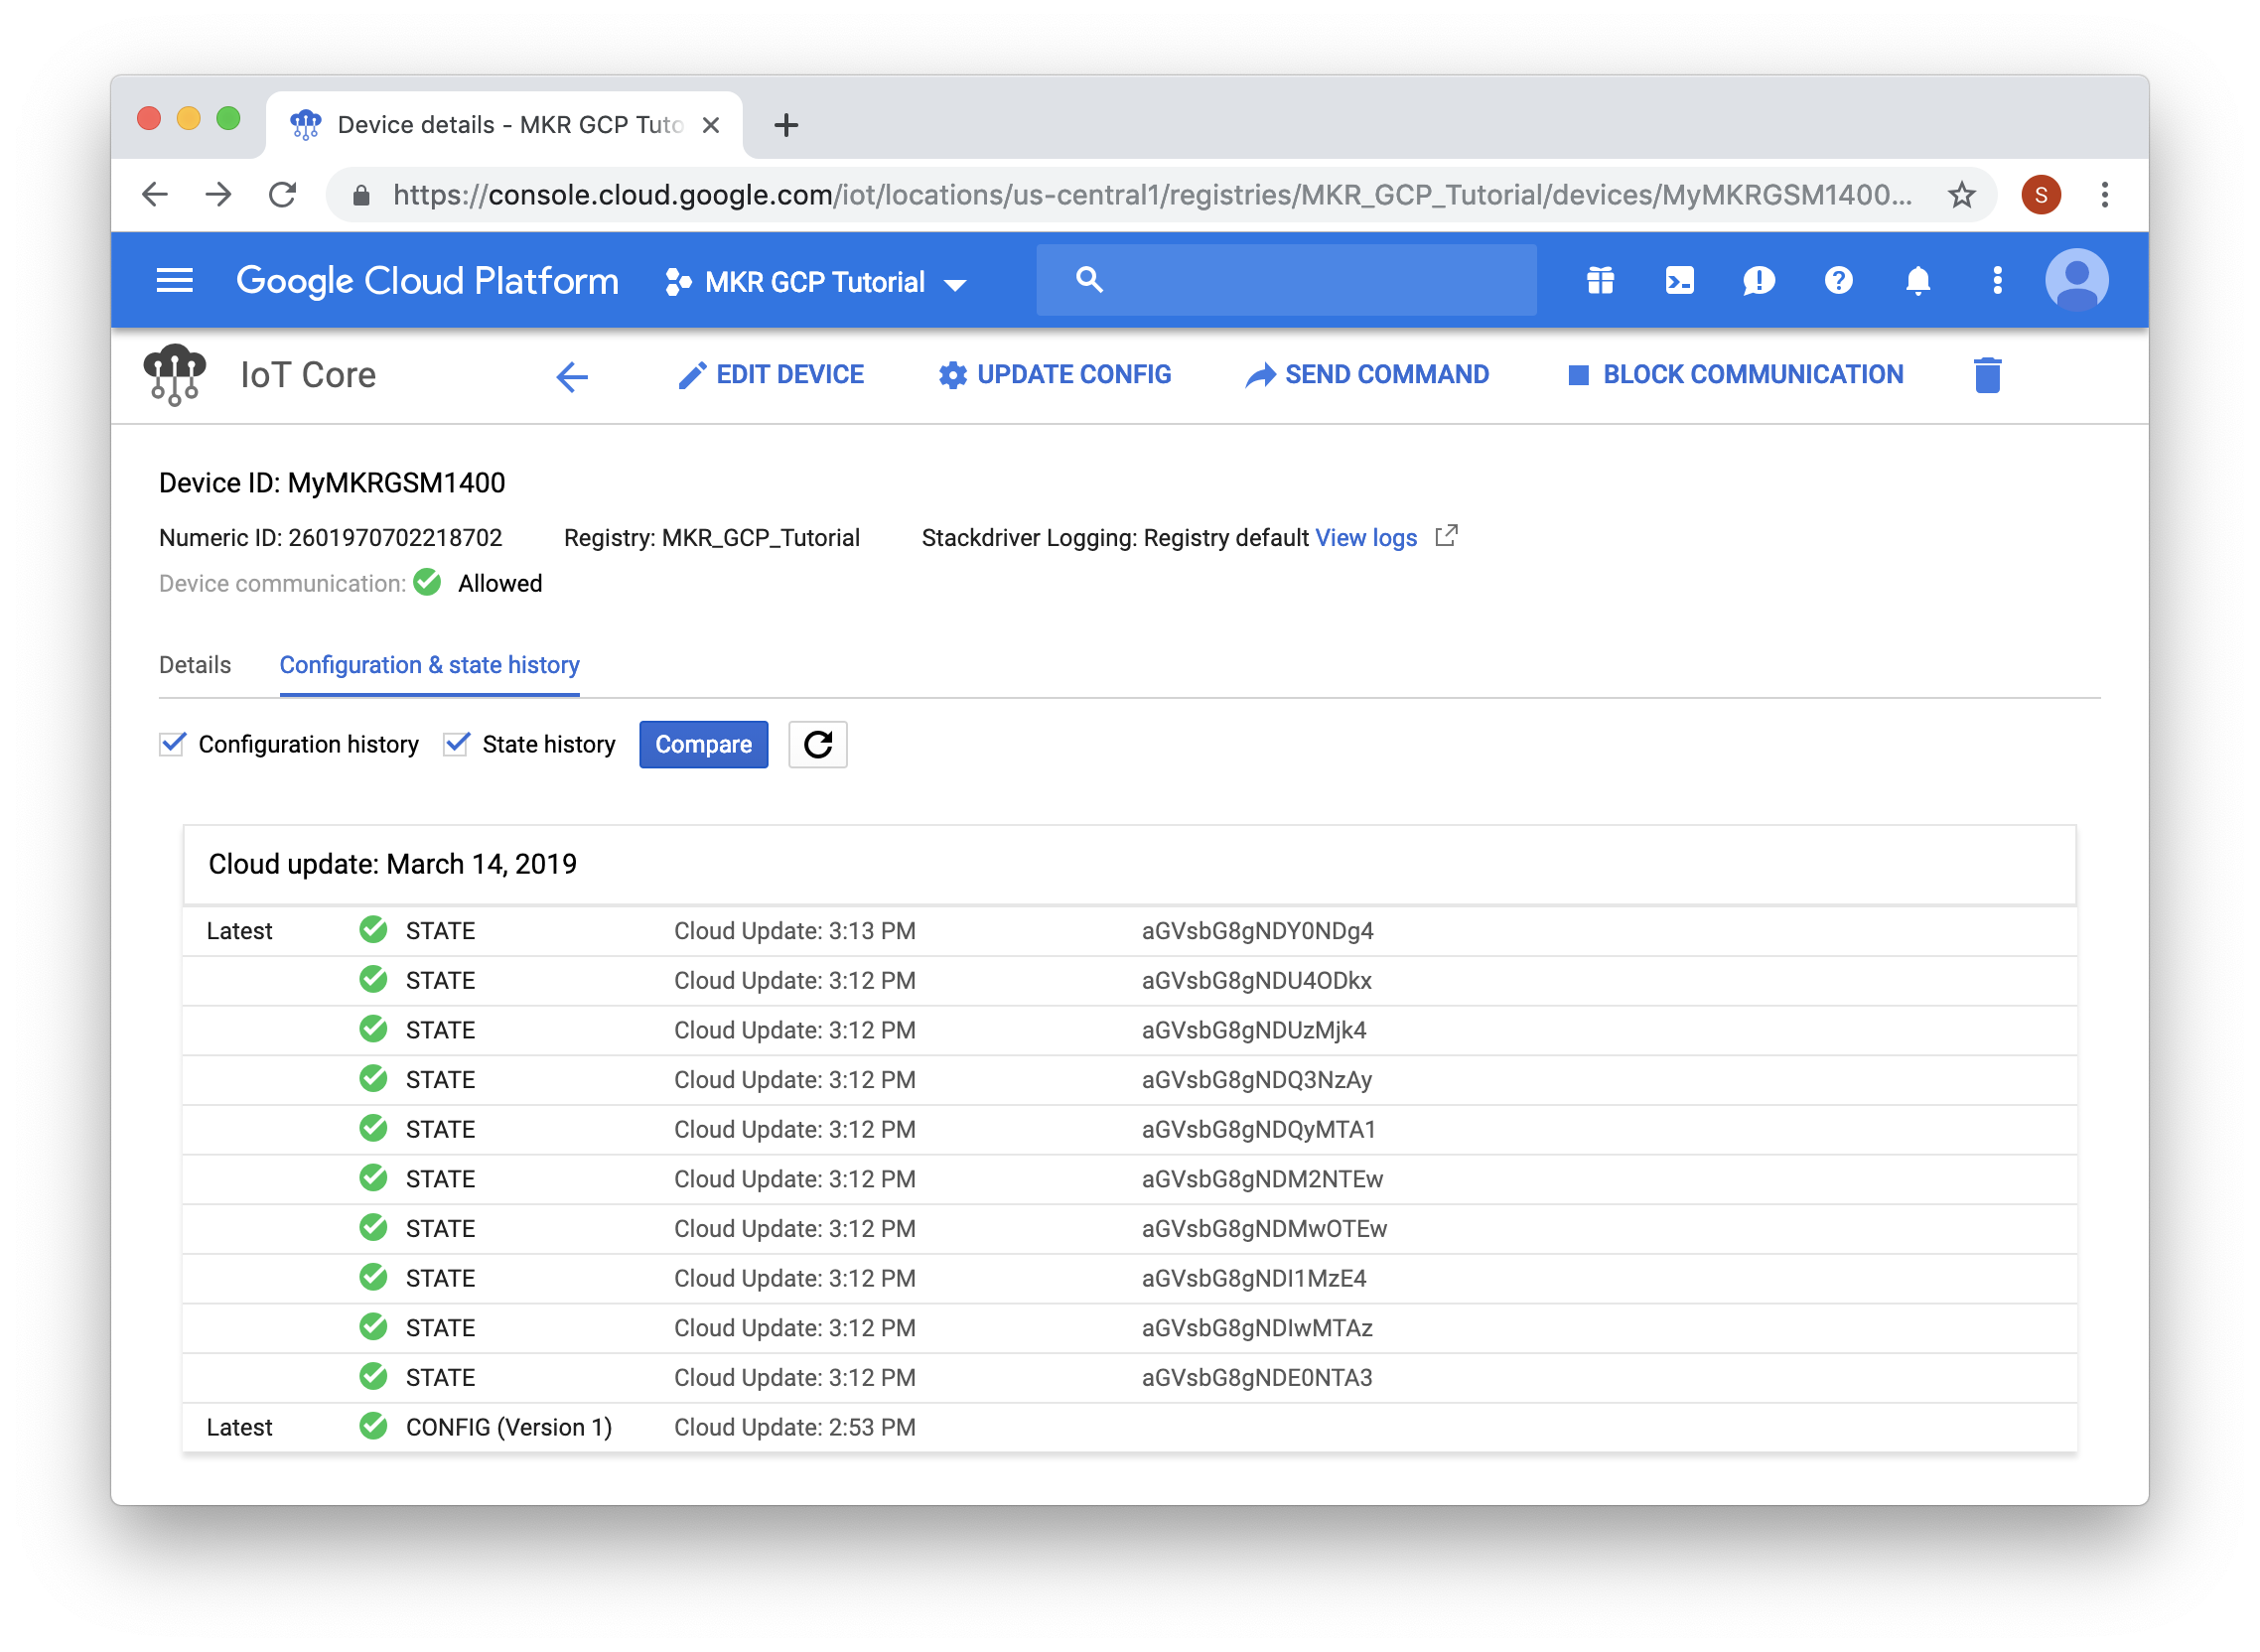 Device details - MKR GCP Tuto
https://console.cloud.google.com/iot/locations/us-central1/registries/MKR_GCP_Tutorial/devices/MyMKRGSM1400...
S
Google Cloud Platform MKR GCP Tutorial
IoT Core EDIT DEVICE UPDATE CONFIG SEND COMMAND BLOCK COMMUNICATION
Device ID: MyMKRGSM1400
Numeric ID: 2601970702218702 Registry: MKR_GCP_Tutorial Stackdriver Logging: Registry default View logs
Device communication: Allowed
Details Configuration & state history
Configuration history State history Compare
Cloud update: March 14, 2019
Latest STATE Cloud Update: 3:13 PM aGVsbG8gNDY0NDg4
STATE Cloud Update: 3:12 PM aGVsbG8gNDU4ODkx
STATE Cloud Update: 3:12 PM aGVsbG8gNDUzMjk4
STATE Cloud Update: 3:12 PM aGVsbG8gNDQ3NzAy
STATE Cloud Update: 3:12 PM aGVsbG8gNDQyMTA1
STATE Cloud Update: 3:12 PM aGVsbG8gNDM2NTEw
STATE Cloud Update: 3:12 PM aGVsbG8gNDMwOTEw
STATE Cloud Update: 3:12 PM aGVsbG8gNDI1MzE4
STATE Cloud Update: 3:12 PM aGVsbG8gNDIwMTAz
STATE Cloud Update: 3:12 PM aGVsbG8gNDE0NTA3
Latest CONFIG (Version 1) Cloud Update: 2:53 PM